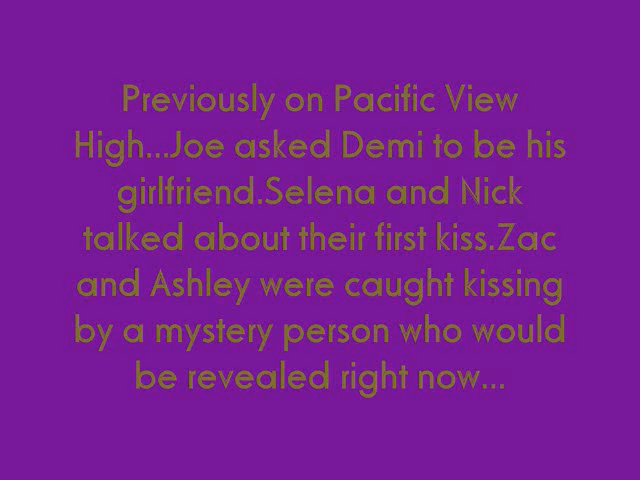 Previously on Pacific View
High...Joe asked Demi to be his
girlfriend.Selena and Nick
talked about their first kiss.Zac
and Ashley were caught kissing
by a mystery person who would
be revealed right now...